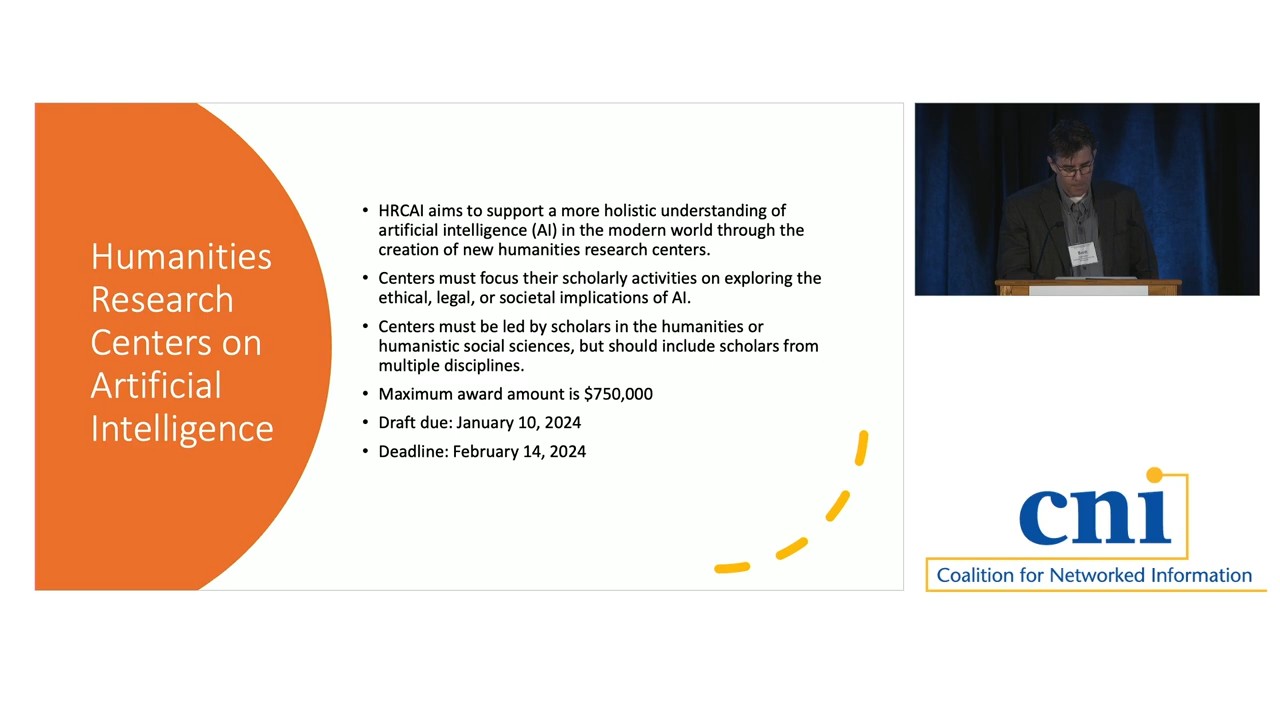 Humanities
Research
Centers on
Artificial
Intelligence
• HRCAI aims to support a more holistic understanding of
artificial intelligence (AI) in the modern world through the
creation of new humanities research centers.
• Centers must focus their scholarly activities on exploring the
ethical, legal, or societal implications of AI.
• Centers must be led by scholars in the humanities or
humanistic social sciences, but should include scholars from
multiple disciplines.
• Maximum award amount is $750,000
• Draft due: January 10, 2024
• Deadline: February 14, 2024
cni
Coalition for Networked Information